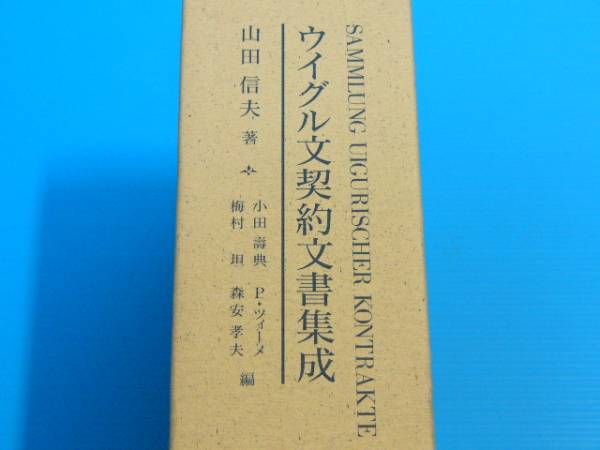 SAMMLUNG UIGURISCHER KONTRAKTE
ウイグル文契約文書集成
山田信夫 著
小田壽典 P・ツィーメ
梅村 坦 森安孝夫 編